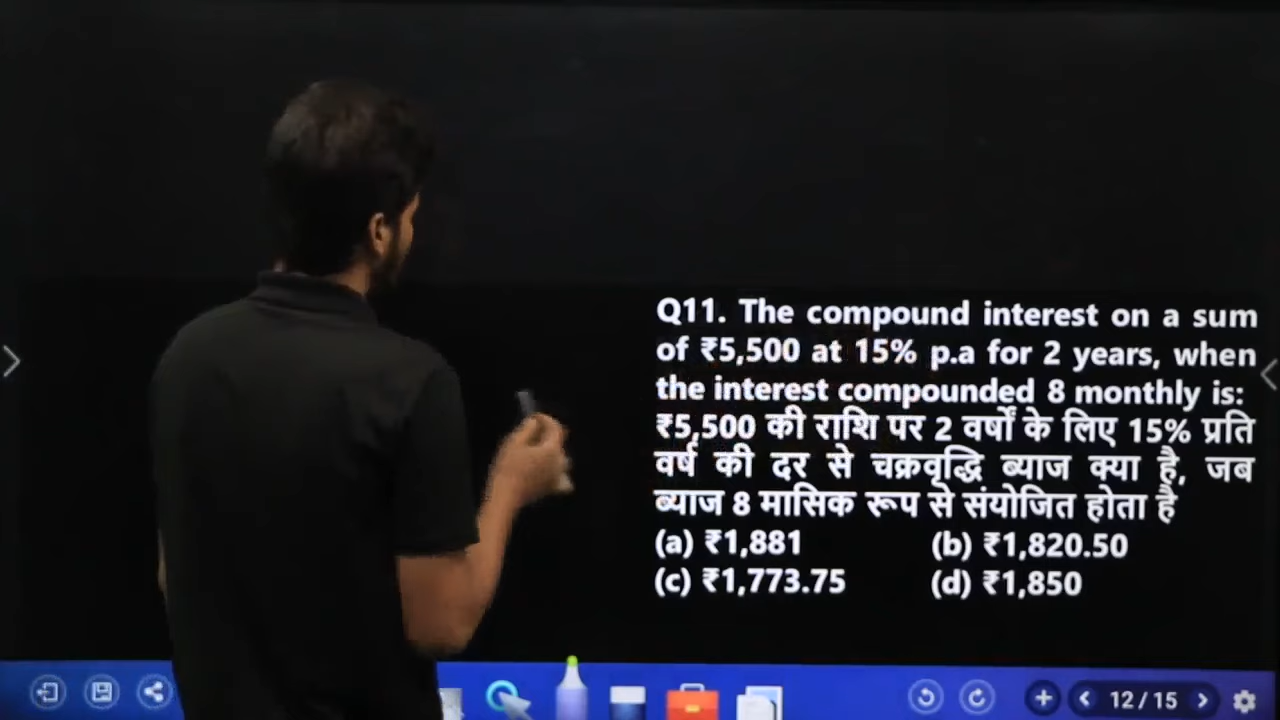 Q11. The compound interest on a sum
of ₹5,500 at 15% p.a for 2 years, when
the interest compounded 8 monthly is:
₹5,500 की राशि पर 2 वर्षों के लिए 15% प्रति
वर्ष की दर से चक्रवृद्धि ब्याज क्या है, जब
ब्याज 8 मासिक रूप से संयोजित होता है
(a) ₹1,881 (b) ₹1,820.50
(c) ₹1,773.75 (d) ₹1,850
12 / 15